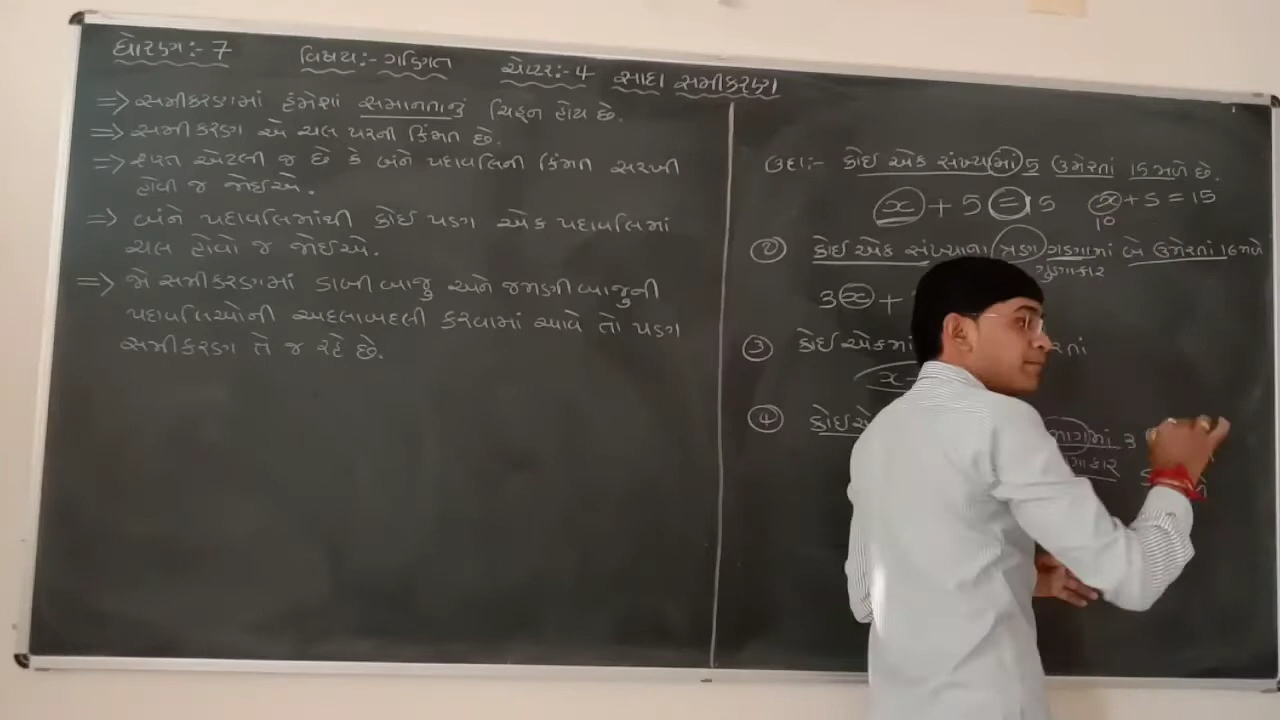 ધોરણ:- 7 વિષય:- ગણિત ચેપ્ટર:- 4 સાદા સમીકરણ
=> સમીકરણમાં હંમેશાં સમાનતાનું ચિહ્ન હોય છે.
=> સમીકરણ એ ચલ પરની કિંમત છે.
=> શરત એટલી જ છે કે બંને પદાવલિની કિંમત સરખી
હોવી જ જોઈએ.
=> બંને પદાવલિમાંથી કોઈ પણ એક પદાવલિમાં
ચલ હોવો જ જોઈએ.
=> જો સમીકરણમાં ડાબી બાજુ અને જમણી બાજુની
પદાવલિઓની અદલાબદલી કરવામાં આવે તો પણ
સમીકરણ તે જ રહે છે.
ઉદા:- કોઈ એક સંખ્યામાં 5 ઉમેરતાં 15 મળે છે.
x + 5 = 15 x + 5 = 15
10
② કોઈ એક સંખ્યાના ત્રણ ગણામાં બે ઉમેરતાં 16 મળે
ગુણાકાર
3x +
③ કોઈ એકમાં
x -
④ ભાગમાં 3